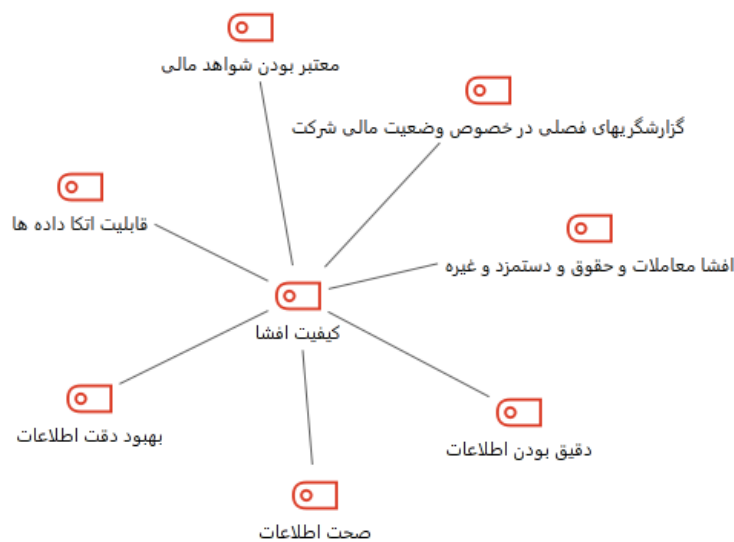 معتبر بودن شواهد مالی
گزارشگریهای فصلی در خصوص وضعیت مالی شرکت
قابلیت اتکا داده ها
افشا معاملات و حقوق و دستمزد و غیره
کیفیت افشا
بهبود دقت اطلاعات
دقیق بودن اطلاعات
صحت اطلاعات